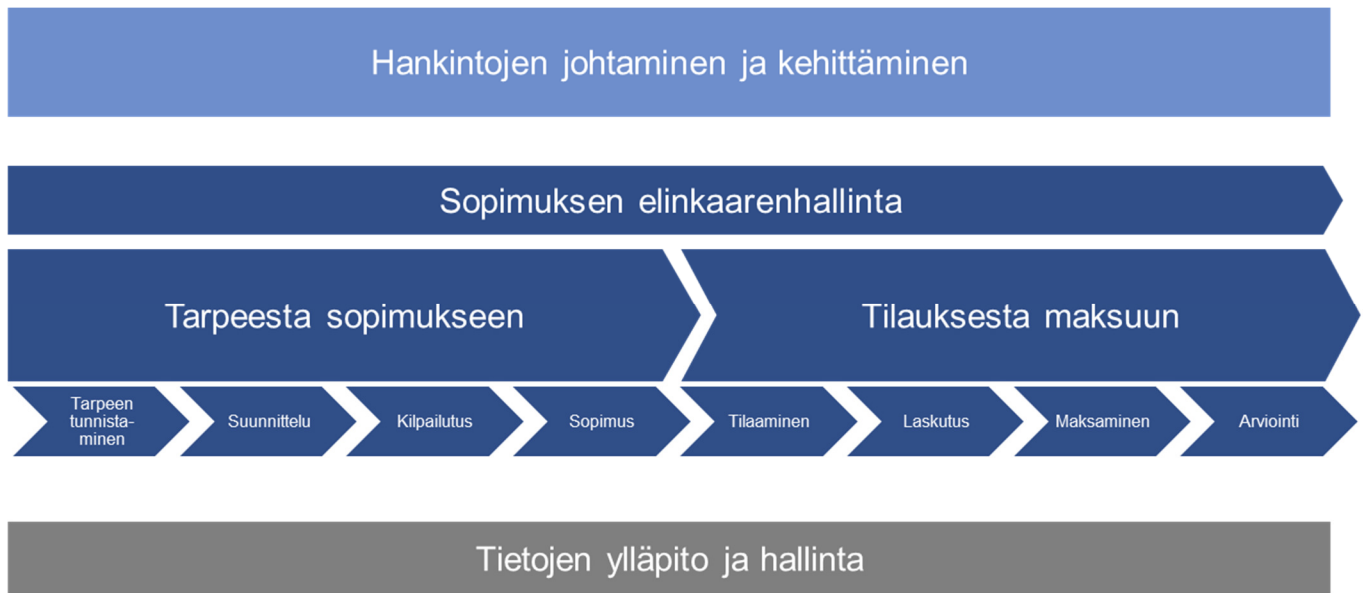 Hankintojen johtaminen ja kehittäminen
Sopimuksen elinkaarenhallinta
Tarpeesta sopimukseen
Tilauksesta maksuun
Tarpeen
tunnista-
minen
Suunnittelu
Kilpailutus
Sopimus
Tilaaminen
Laskutus
Maksaminen
Arviointi
Tietojen ylläpito ja hallinta